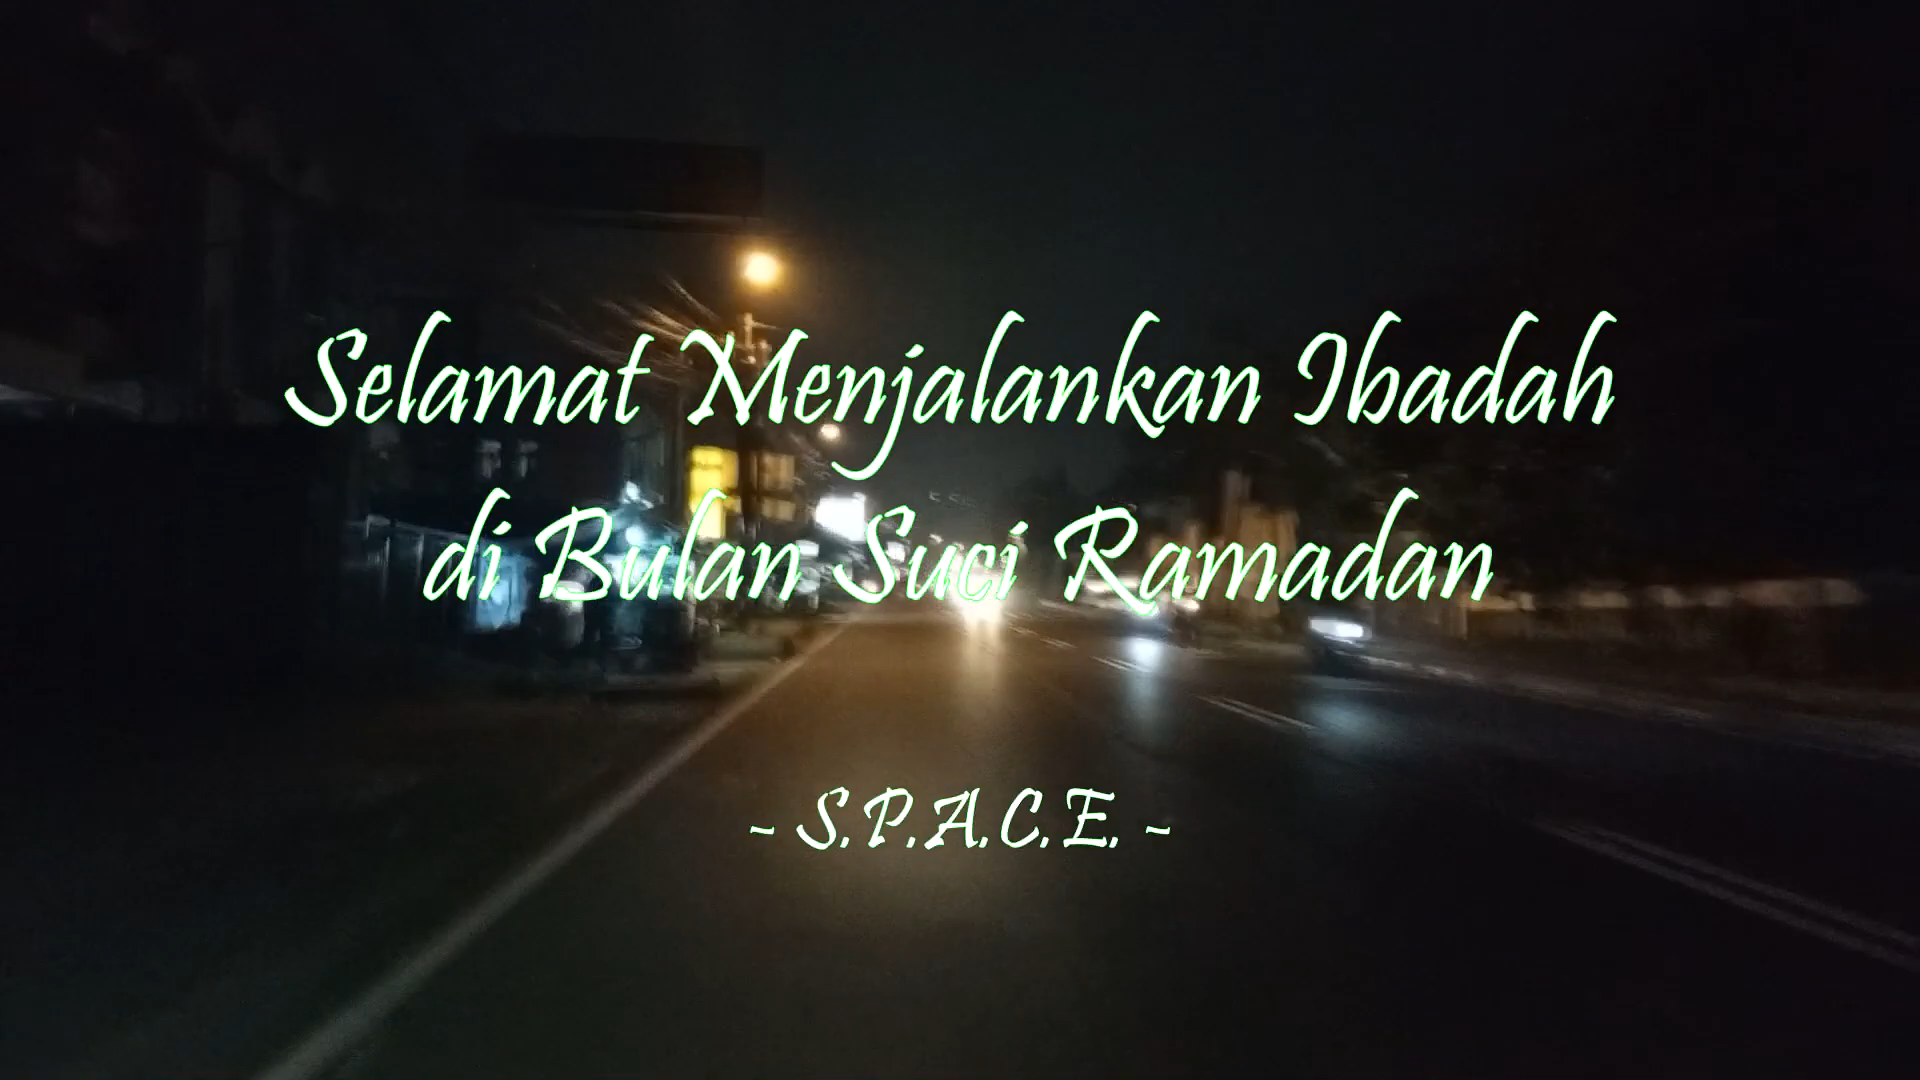 Selamat Menjalankan Ibadah
di Bulan Suci Ramadan
- S.P.A.C.E. -